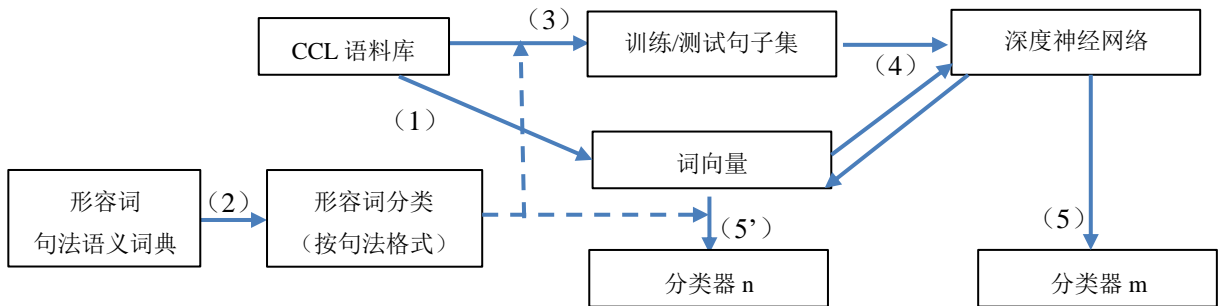 （3）
CCL 语料库
训练/测试句子集
深度神经网络
（4）
（1）
词向量
形容词
句法语义词典
（2）
形容词分类
（按句法格式）
（5’）
（5）
分类器 n
分类器 m